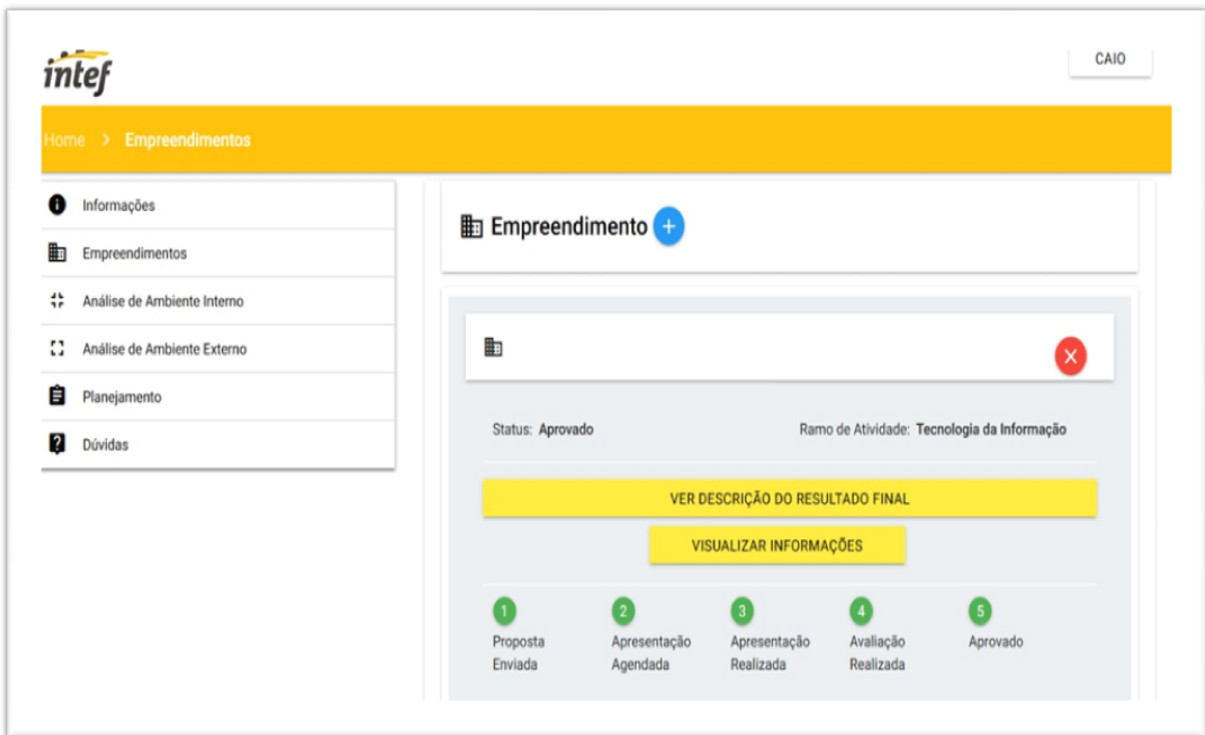 intef
CAIO
Home > Empreendimentos
Informações
Empreendimentos
Análise de Ambiente Interno
Análise de Ambiente Externo
Planejamento
Dúvidas
Empreendimento +
Status: Aprovado
Ramo de Atividade: Tecnologia da Informação
VER DESCRIÇÃO DO RESULTADO FINAL
VISUALIZAR INFORMAÇÕES
1
Proposta
Enviada
2
Apresentação
Agendada
3
Apresentação
Realizada
4
Avaliação
Realizada
5
Aprovado